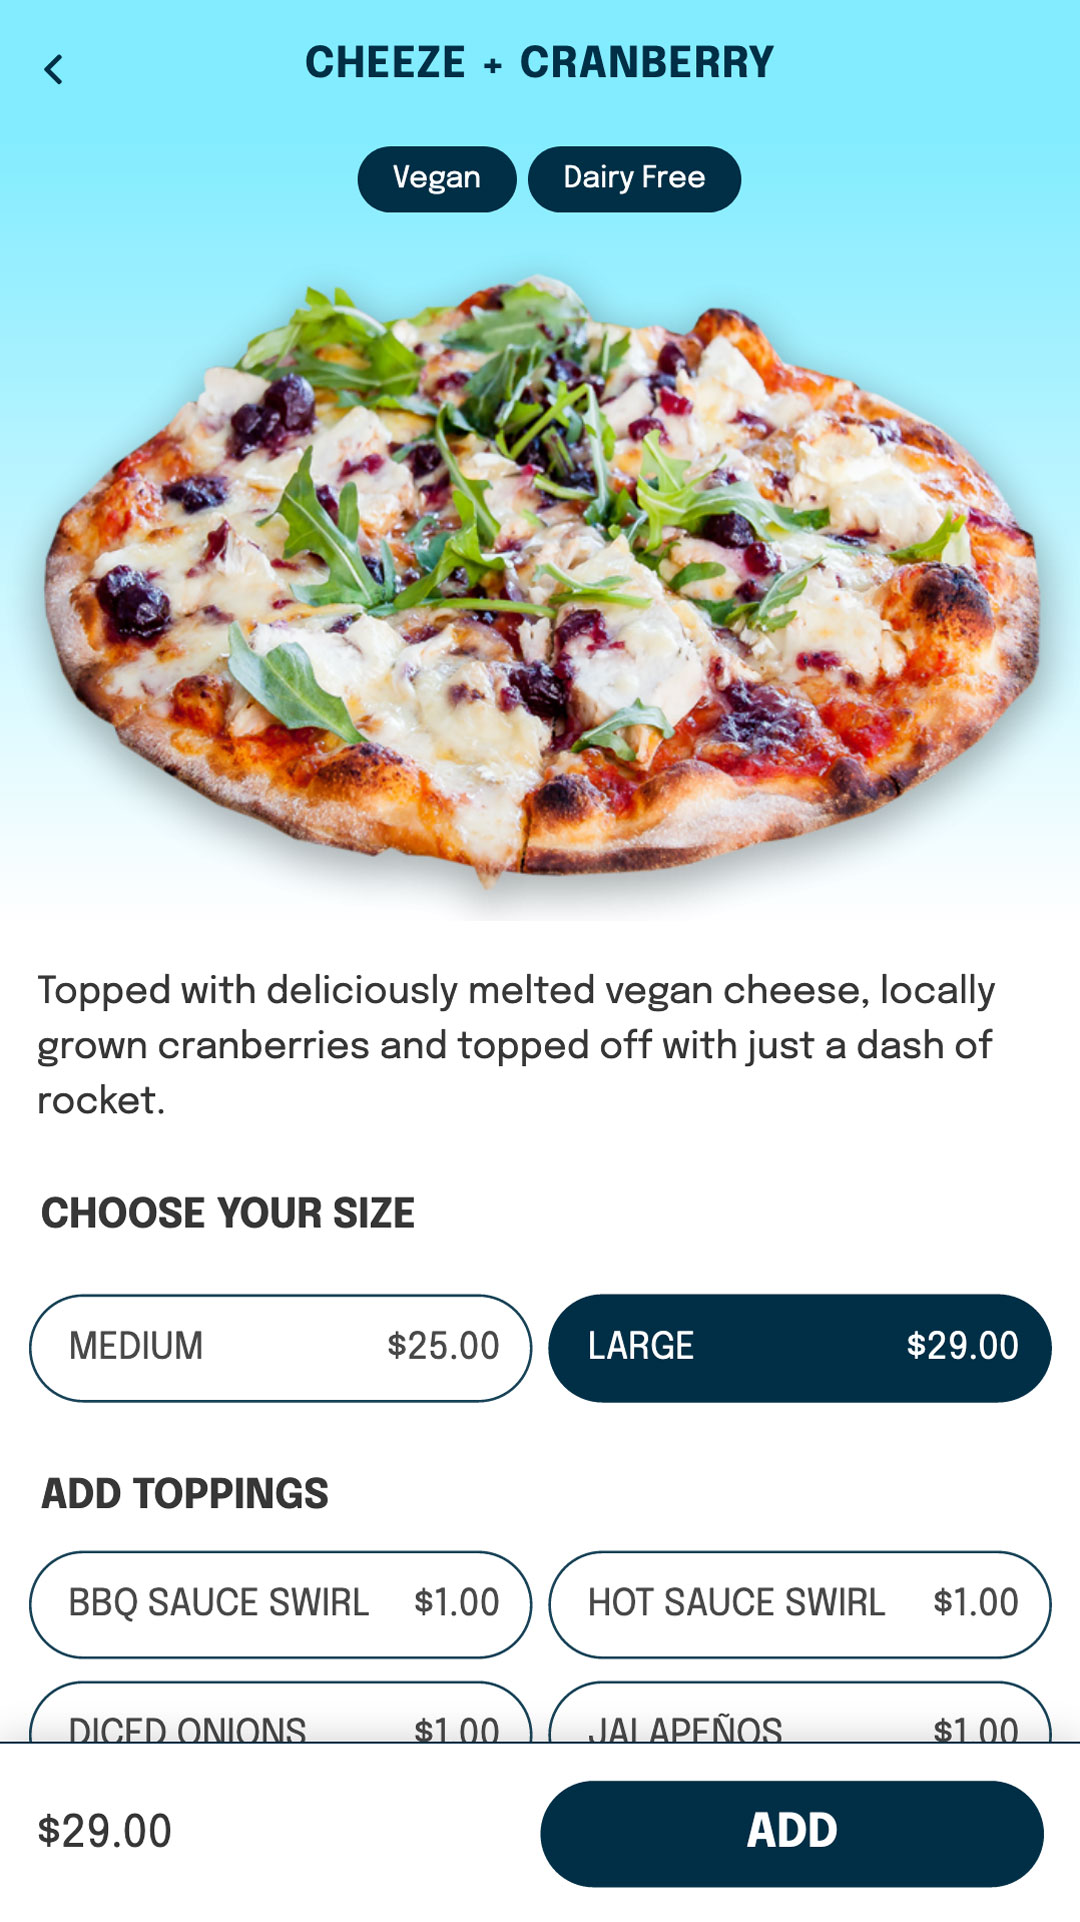 CHEEZE + CRANBERRY
Vegan Dairy Free
Topped with deliciously melted vegan cheese, locally
grown cranberries and topped off with just a dash of
rocket.
CHOOSE YOUR SIZE
MEDIUM $25.00 LARGE $29.00
ADD TOPPINGS
BBQ SAUCE SWIRL $1.00 HOT SAUCE SWIRL $1.00
DICED ONIONS $1.00 JALAPEÑOS $1.00
$29.00 ADD